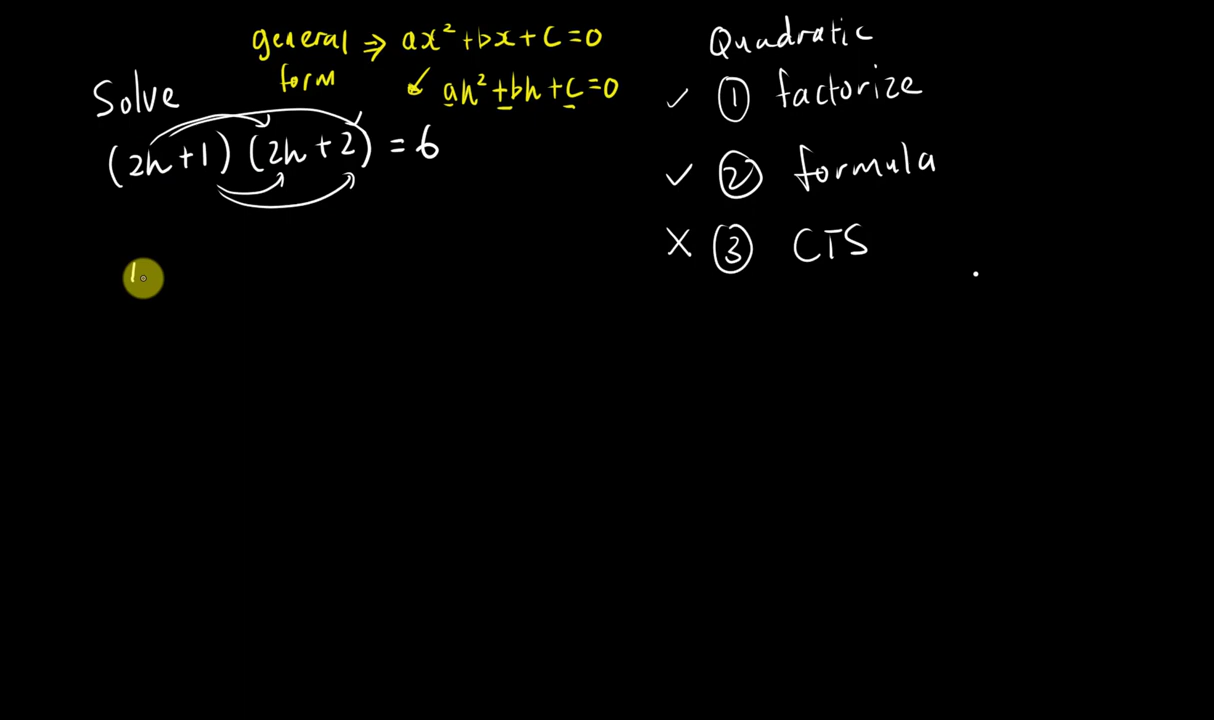 general ⇒ ax² + bx + c = 0
form ah² + bh + c = 0
Solve
(2h + 1) (2h + 2) = 6
Quadratic
✓ ① factorize
✓ ② formula
X ③ CTS